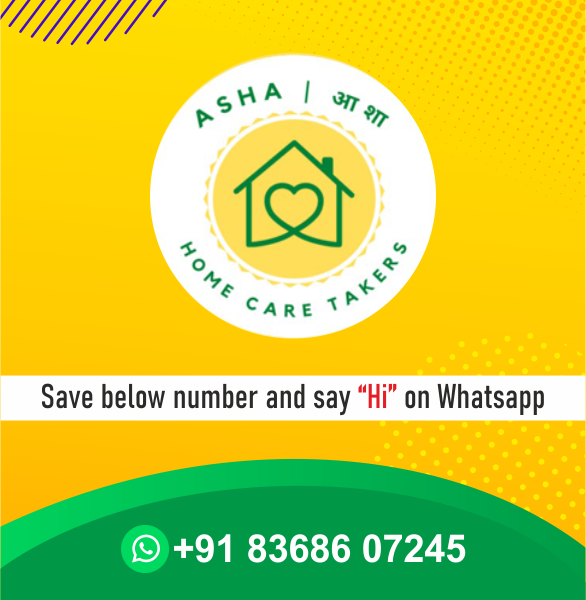 ASHA | आशा
HOME CARE TAKERS
Save below number and say “Hi” on Whatsapp
+91 83686 07245